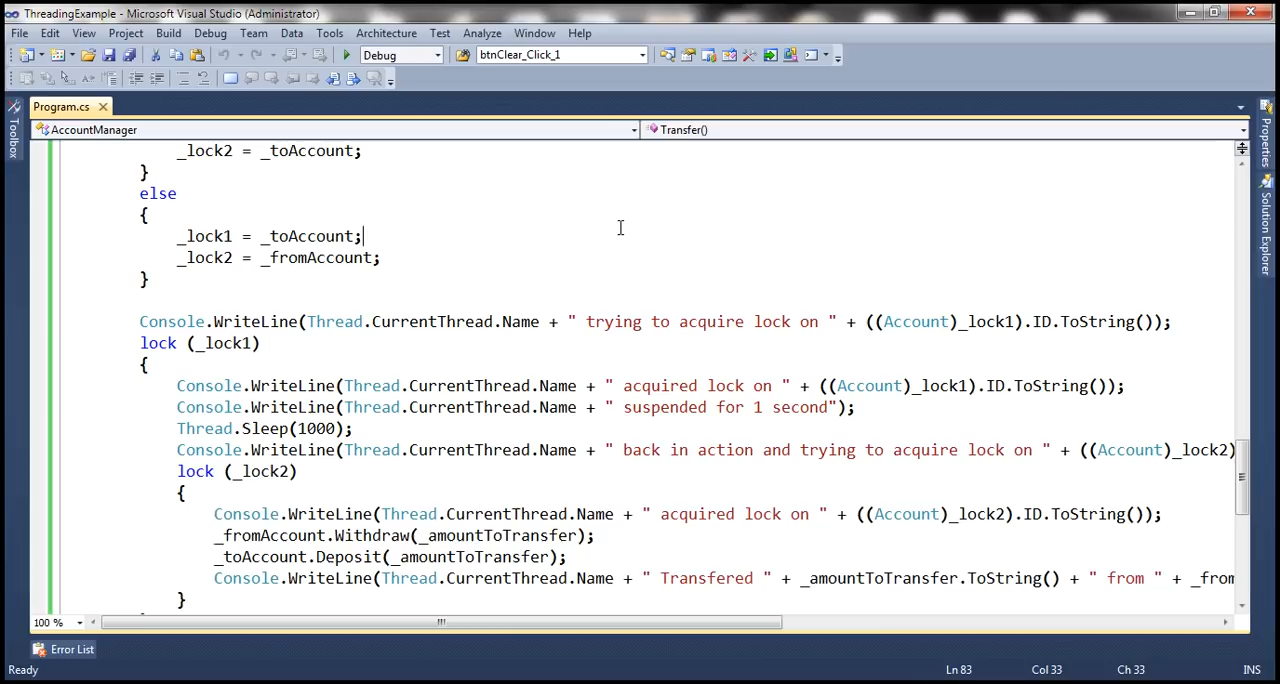 ThreadingExample - Microsoft Visual Studio (Administrator)
File Edit View Project Build Debug Team Data Tools Architecture Test Analyze Window Help
Debug btnClear_Click_1
Program.cs
AccountManager Transfer()
_lock2 = _toAccount;
}
else
{
_lock1 = _toAccount;
_lock2 = _fromAccount;
}
Console.WriteLine(Thread.CurrentThread.Name + " trying to acquire lock on " + ((Account)_lock1).ID.ToString());
lock (_lock1)
{
Console.WriteLine(Thread.CurrentThread.Name + " acquired lock on " + ((Account)_lock1).ID.ToString());
Console.WriteLine(Thread.CurrentThread.Name + " suspended for 1 second");
Thread.Sleep(1000);
Console.WriteLine(Thread.CurrentThread.Name + " back in action and trying to acquire lock on " + ((Account)_lock2)
lock (_lock2)
{
Console.WriteLine(Thread.CurrentThread.Name + " acquired lock on " + ((Account)_lock2).ID.ToString());
_fromAccount.Withdraw(_amountToTransfer);
_toAccount.Deposit(_amountToTransfer);
Console.WriteLine(Thread.CurrentThread.Name + " Transfered " + _amountToTransfer.ToString() + " from " + _from
}
100 %
Error List
Ready Ln 83 Col 33 Ch 33 INS
Toolbox
Properties
Solution Explorer